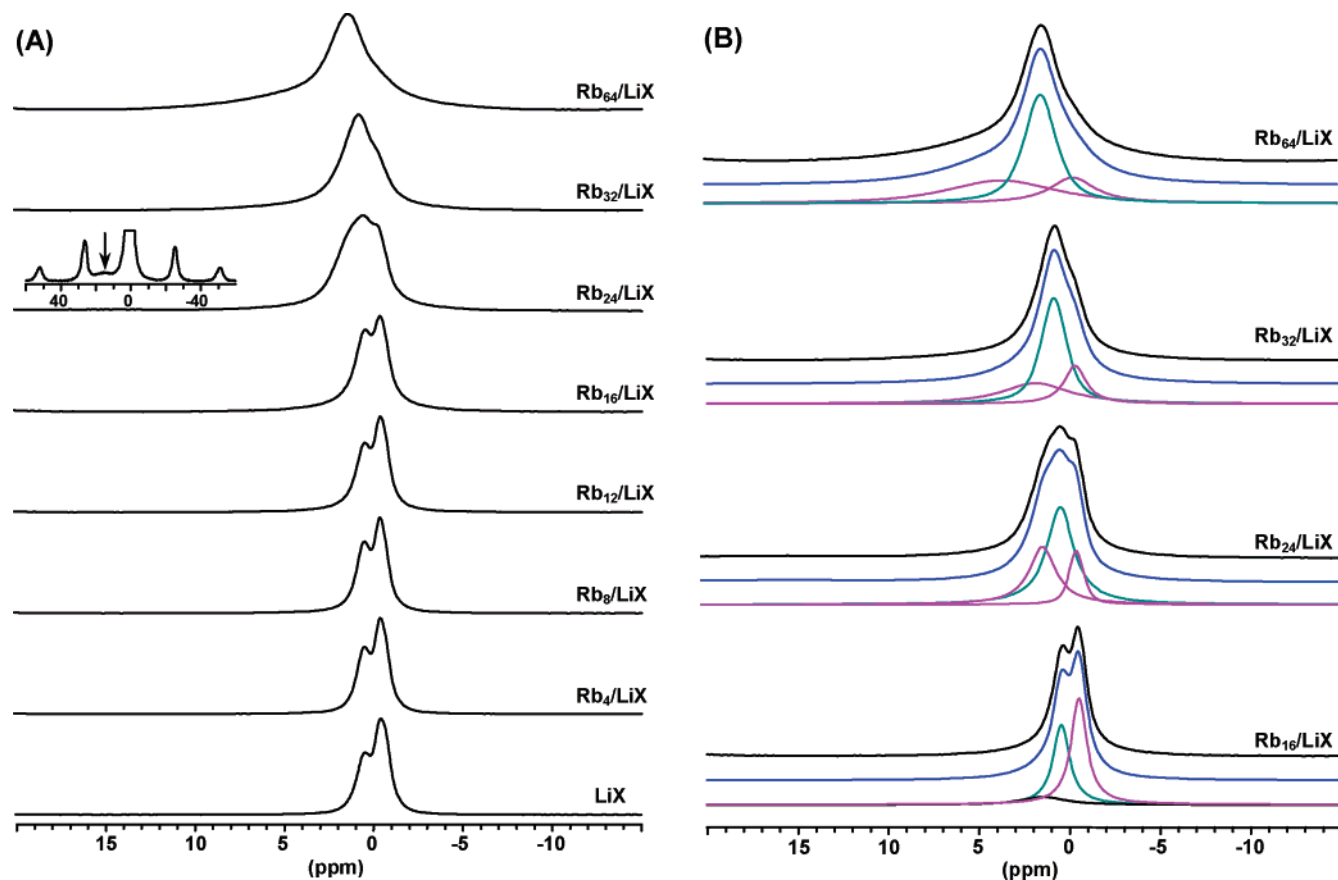 (A)
Rb₆₄/LiX
Rb₃₂/LiX
40 0 -40
Rb₂₄/LiX
Rb₁₆/LiX
Rb₁₂/LiX
Rb₈/LiX
Rb₄/LiX
LiX
15 10 5 0 -5 -10
(ppm)
(B)
Rb₆₄/LiX
Rb₃₂/LiX
Rb₂₄/LiX
Rb₁₆/LiX
15 10 5 0 -5 -10
(ppm)